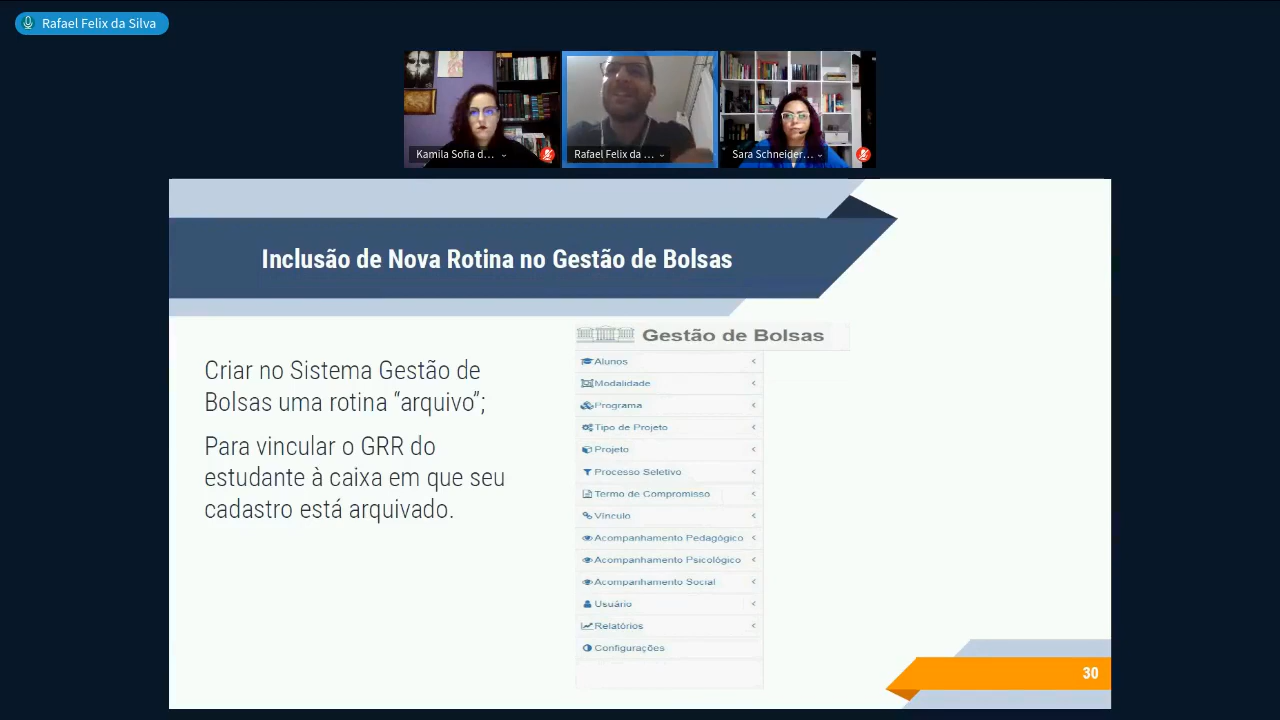 Rafael Felix da Silva
Kamila Sofia d...
Rafael Felix da ...
Sara Schneider...
Inclusão de Nova Rotina no Gestão de Bolsas
Criar no Sistema Gestão de
Bolsas uma rotina “arquivo”;
Para vincular o GRR do
estudante à caixa em que seu
cadastro está arquivado.
Gestão de Bolsas
Alunos
Modalidade
Programa
Tipo de Projeto
Projeto
Processo Seletivo
Termo de Compromisso
Vínculo
Acompanhamento Pedagógico
Acompanhamento Psicológico
Acompanhamento Social
Usuário
Relatórios
Configurações
30